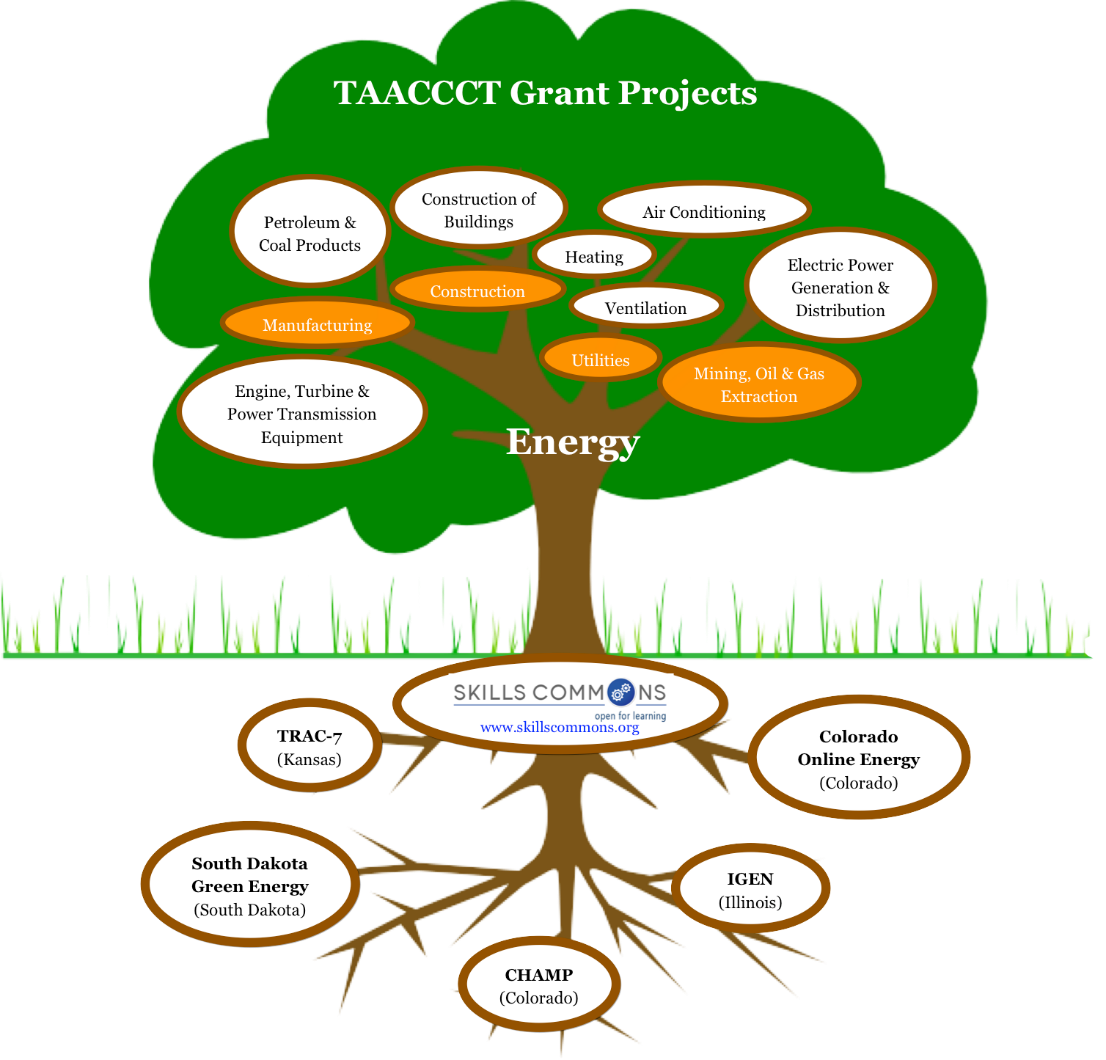 TAACCCT Grant Projects
Petroleum &
Coal Products
Construction of
Buildings
Air Conditioning
Heating
Electric Power
Generation &
Distribution
Construction
Ventilation
Manufacturing
Utilities
Mining, Oil & Gas
Extraction
Engine, Turbine &
Power Transmission
Equipment
Energy
SKILLS COMMONS
open for learning
www.skillscommons.org
TRAC-7
(Kansas)
Colorado
Online Energy
(Colorado)
South Dakota
Green Energy
(South Dakota)
IGEN
(Illinois)
CHAMP
(Colorado)